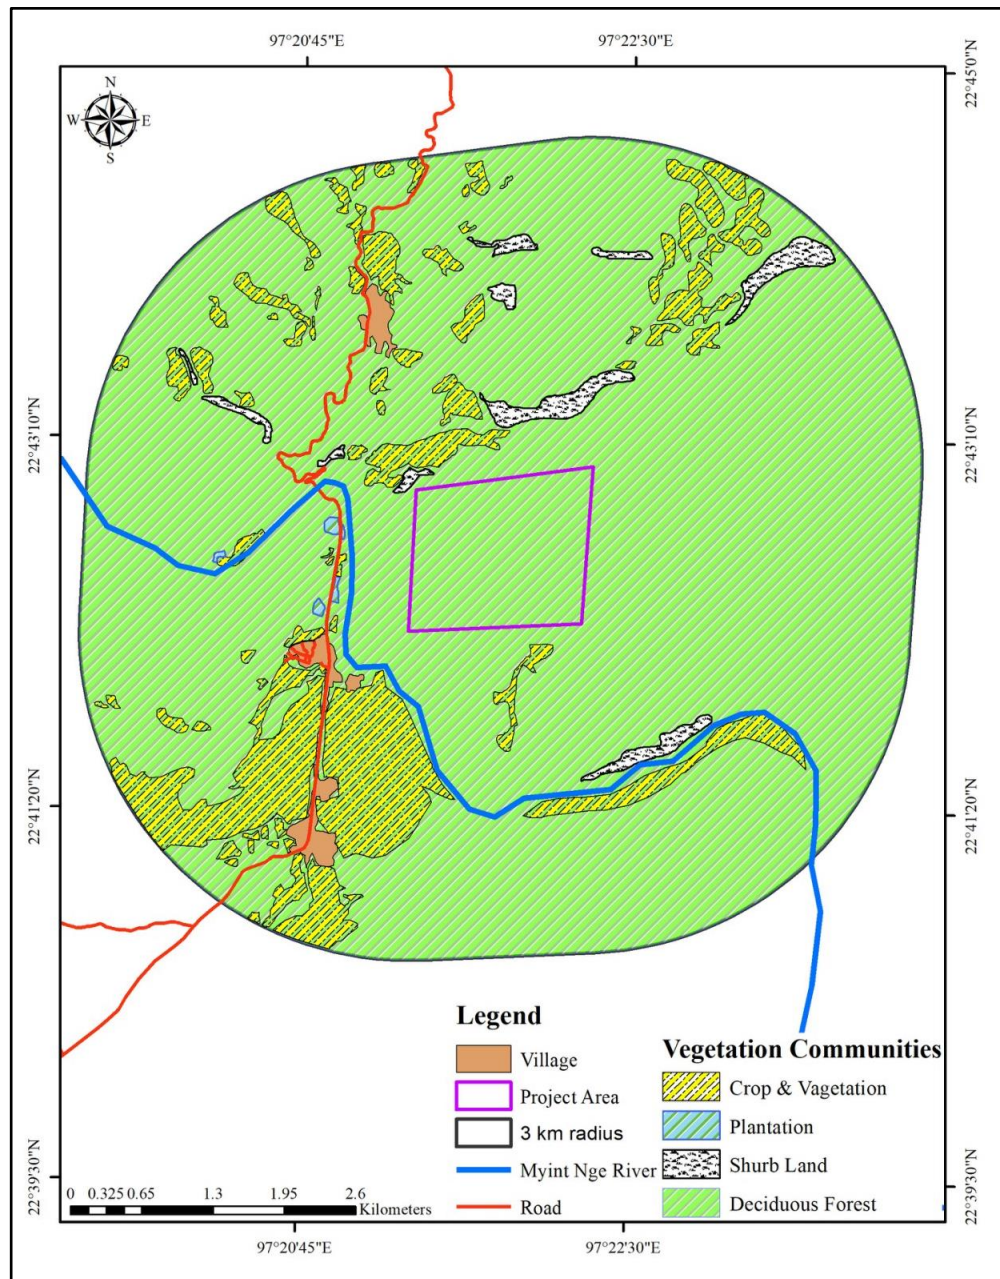 97°20'45"E 97°22'30"E
22°45'0"N
N
W E
S
22°43'10"N 22°43'10"N
22°41'20"N 22°41'20"N
22°39'30"N 22°39'30"N
Legend
Village
Project Area
3 km radius
Myint Nge River
Road
Vegetation Communities
Crop & Vagetation
Plantation
Shurb Land
Deciduous Forest
0 0.325 0.65 1.3 1.95 2.6
Kilometers
97°20'45"E 97°22'30"E